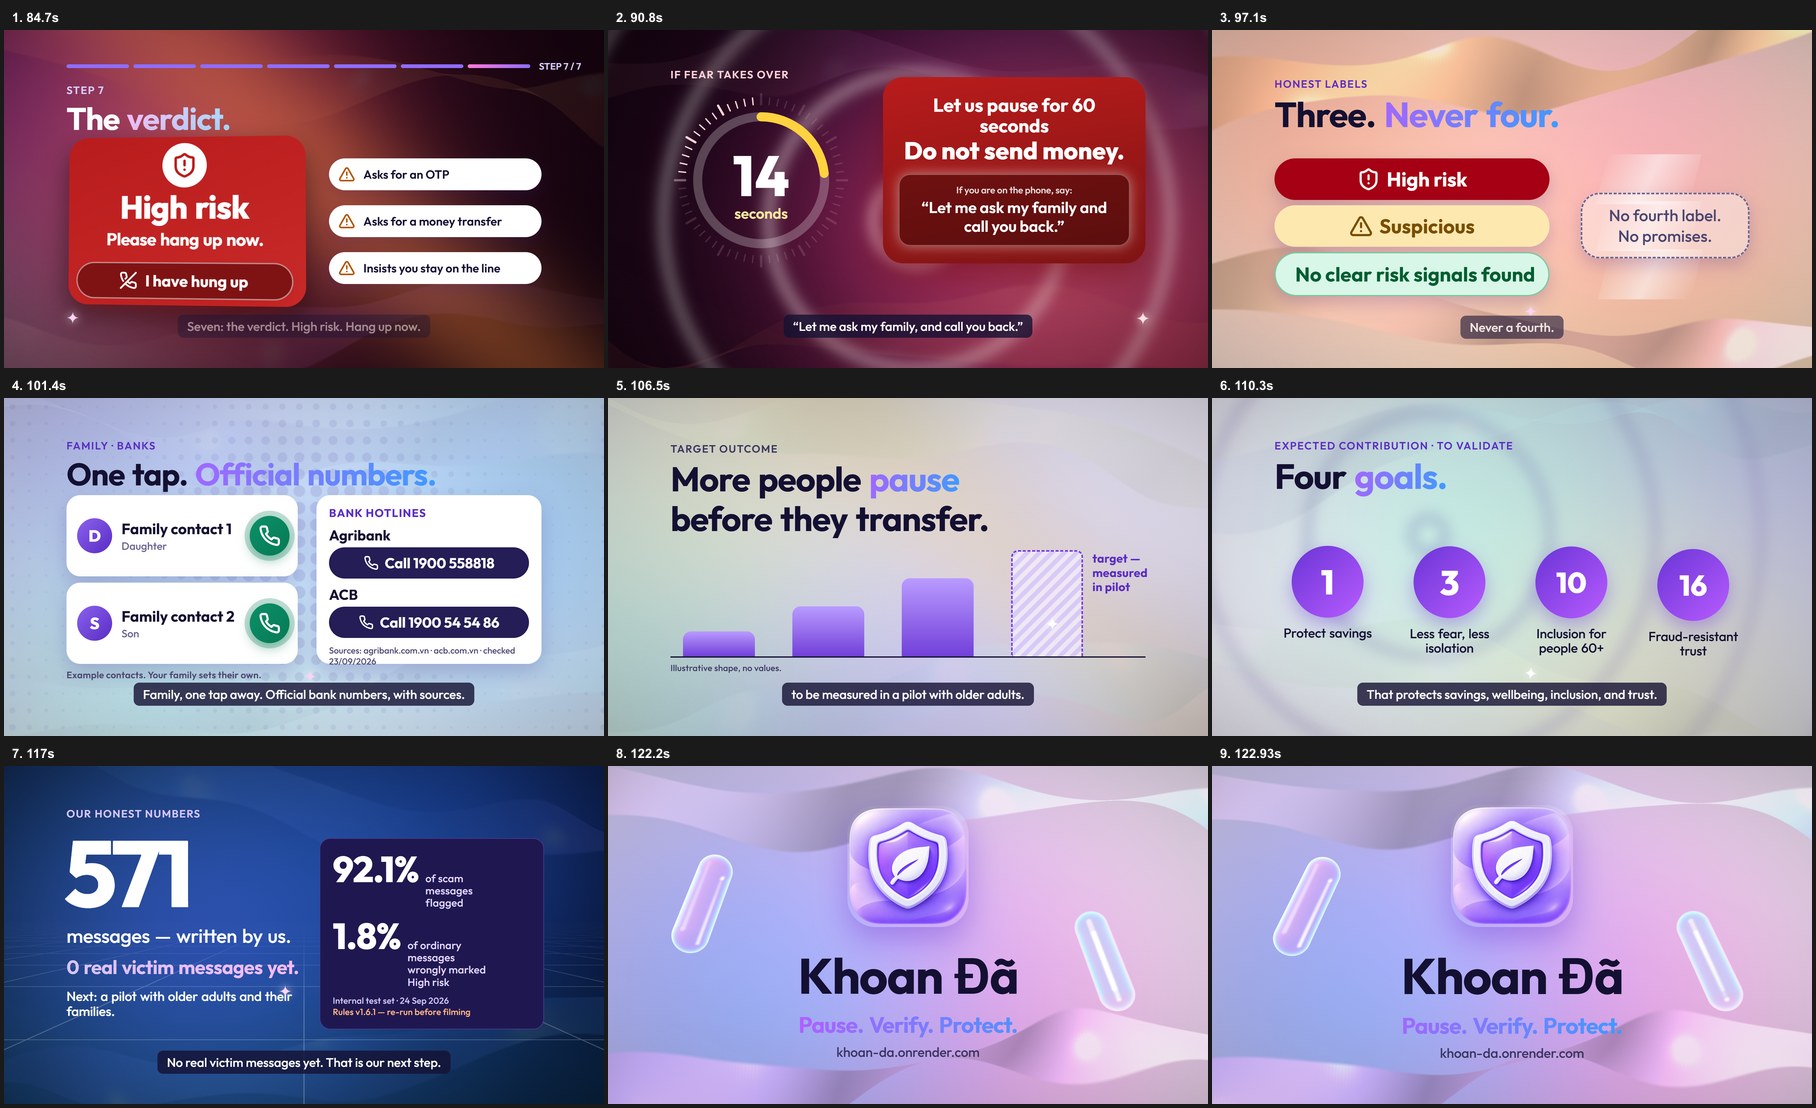 1. 84.7s
STEP 7 / 7
STEP 7
The verdict.
High risk
Please hang up now.
I have hung up
Asks for an OTP
Asks for a money transfer
Insists you stay on the line
Seven: the verdict. High risk. Hang up now.
2. 90.8s
IF FEAR TAKES OVER
14
seconds
Let us pause for 60
seconds
Do not send money.
If you are on the phone, say:
“Let me ask my family and
call you back.”
“Let me ask my family, and call you back.”
3. 97.1s
HONEST LABELS
Three. Never four.
High risk
Suspicious
No clear risk signals found
No fourth label.
No promises.
Never a fourth.
4. 101.4s
FAMILY · BANKS
One tap. Official numbers.
D
Family contact 1
Daughter
S
Family contact 2
Son
BANK HOTLINES
Agribank
Call 1900 558818
ACB
Call 1900 54 54 86
Sources: agribank.com.vn · acb.com.vn · checked
23/09/2026
Example contacts. Your family sets their own.
Family, one tap away. Official bank numbers, with sources.
5. 106.5s
TARGET OUTCOME
More people pause
before they transfer.
target —
measured
in pilot
Illustrative shape, no values.
to be measured in a pilot with older adults.
6. 110.3s
EXPECTED CONTRIBUTION · TO VALIDATE
Four goals.
1
Protect savings
3
Less fear, less
isolation
10
Inclusion for
people 60+
16
Fraud-resistant
trust
That protects savings, wellbeing, inclusion, and trust.
7. 117s
OUR HONEST NUMBERS
571
messages — written by us.
0 real victim messages yet.
Next: a pilot with older adults and their
families.
92.1% of scam
messages
flagged
1.8% of ordinary
messages
wrongly marked
High risk
Internal test set · 24 Sep 2026
Rules v1.6.1 — re-run before filming
No real victim messages yet. That is our next step.
8. 122.2s
Khoan Đã
Pause. Verify. Protect.
khoan-da.onrender.com
9. 122.93s
Khoan Đã
Pause. Verify. Protect.
khoan-da.onrender.com